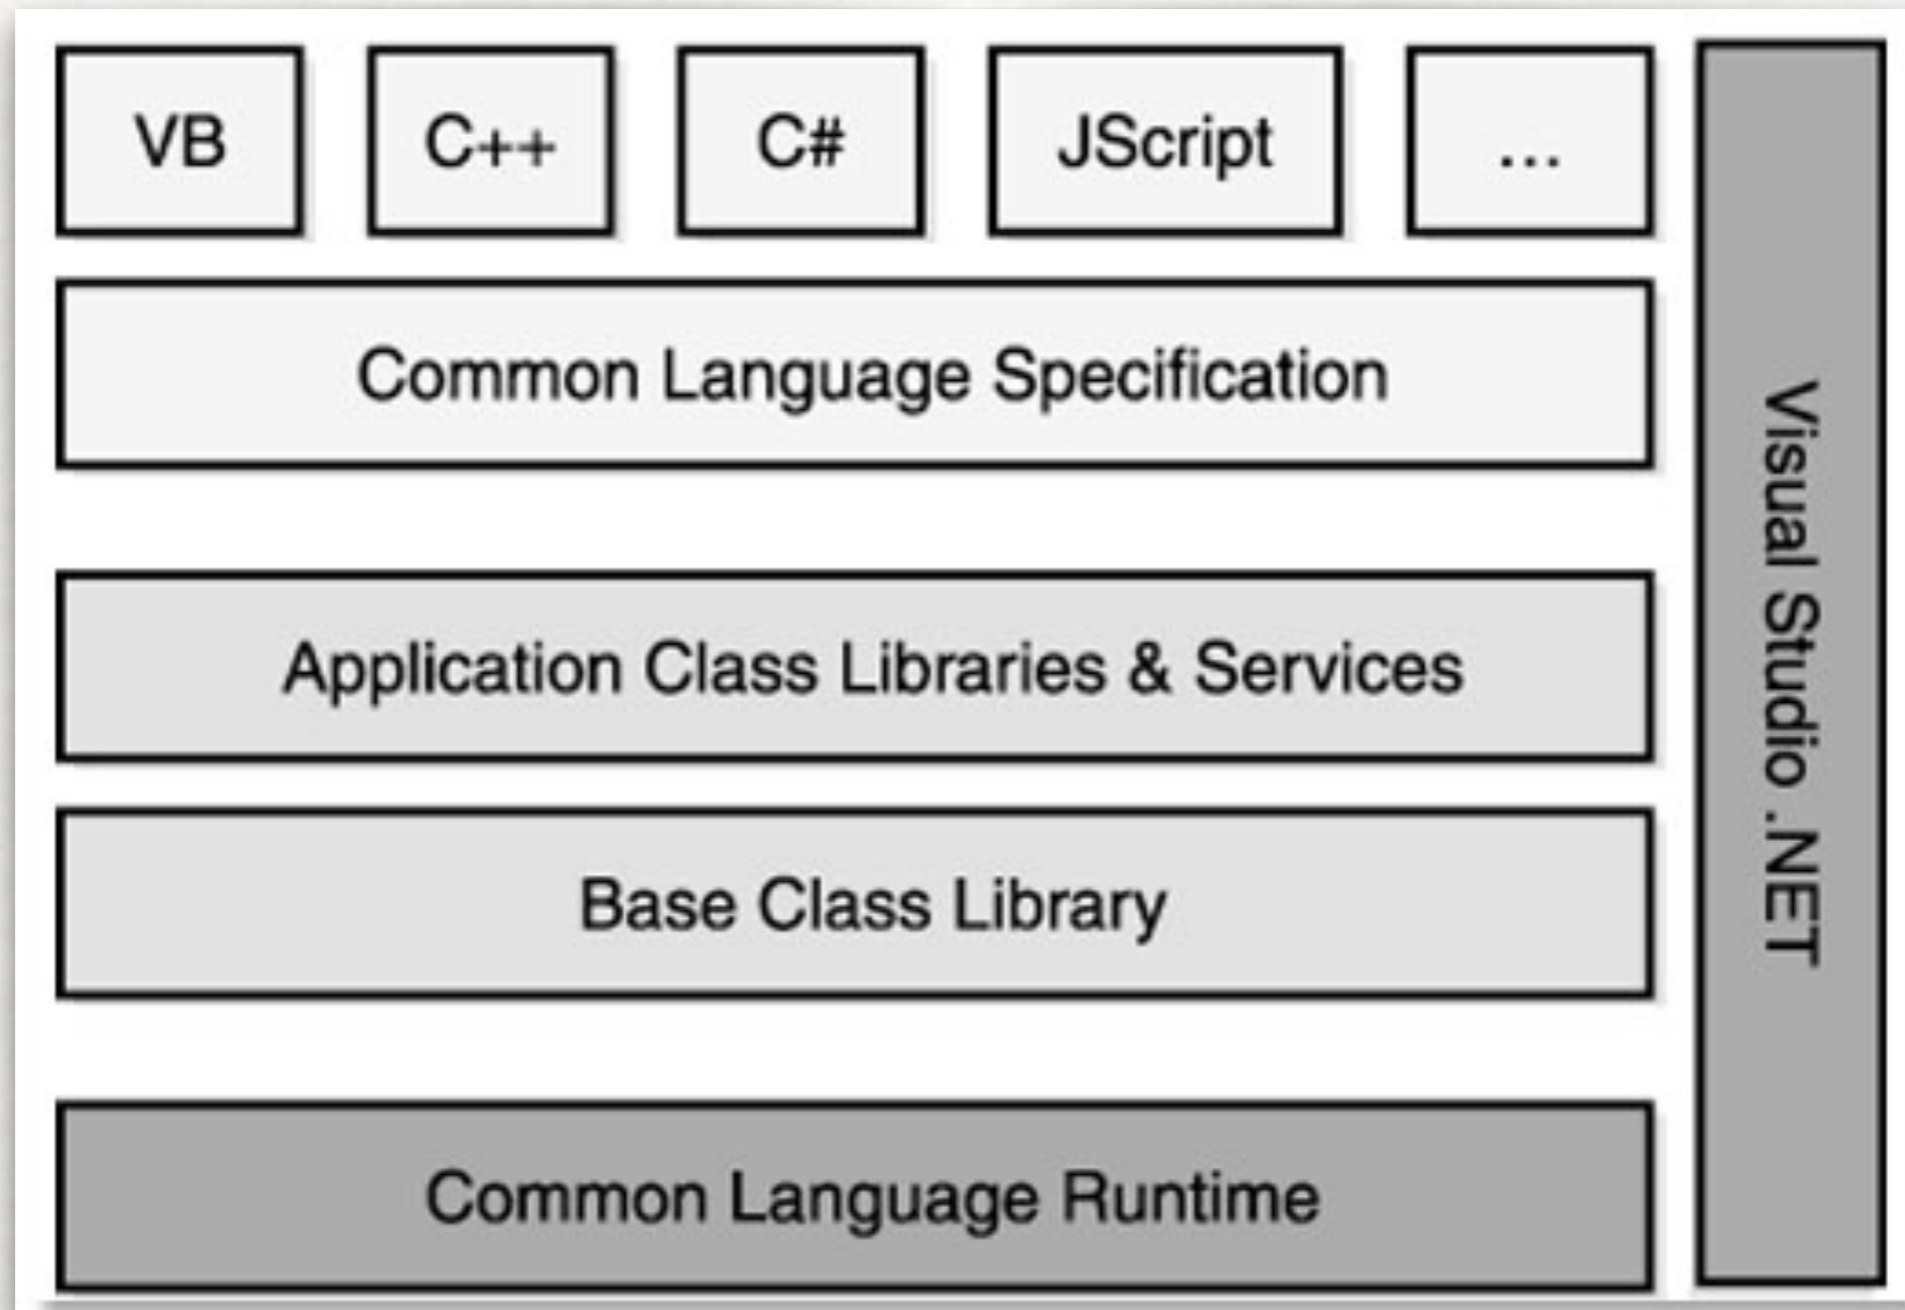 VB
C++
C#
JScript
...
Common Language Specification
Application Class Libraries & Services
Base Class Library
Common Language Runtime
Visual Studio .NET